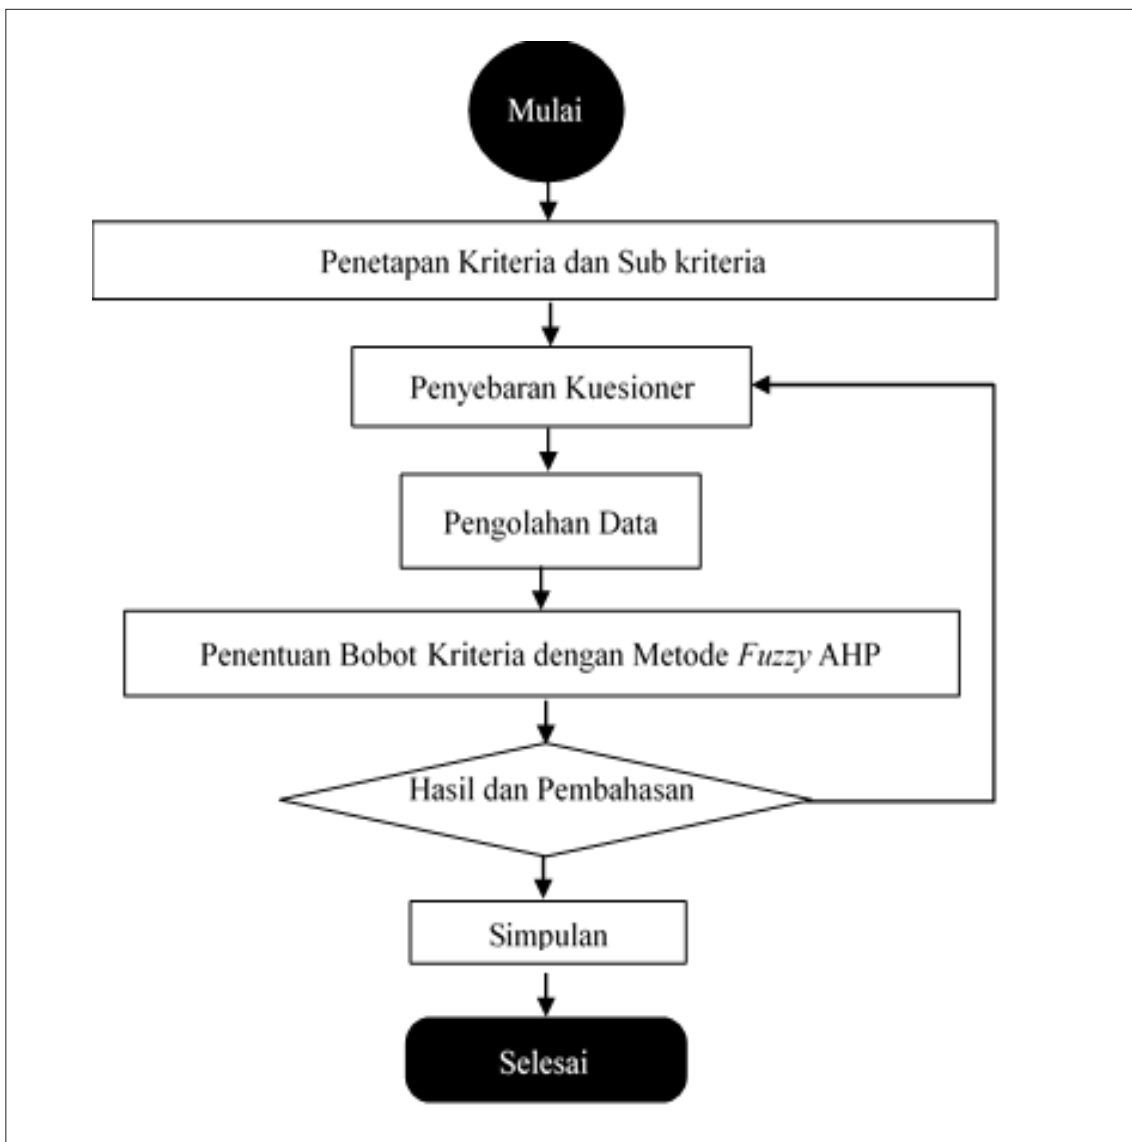 Mulai
Penetapan Kriteria dan Sub kriteria
Penyebaran Kuesioner
Pengolahan Data
Penentuan Bobot Kriteria dengan Metode Fuzzy AHP
Hasil dan Pembahasan
Simpulan
Selesai